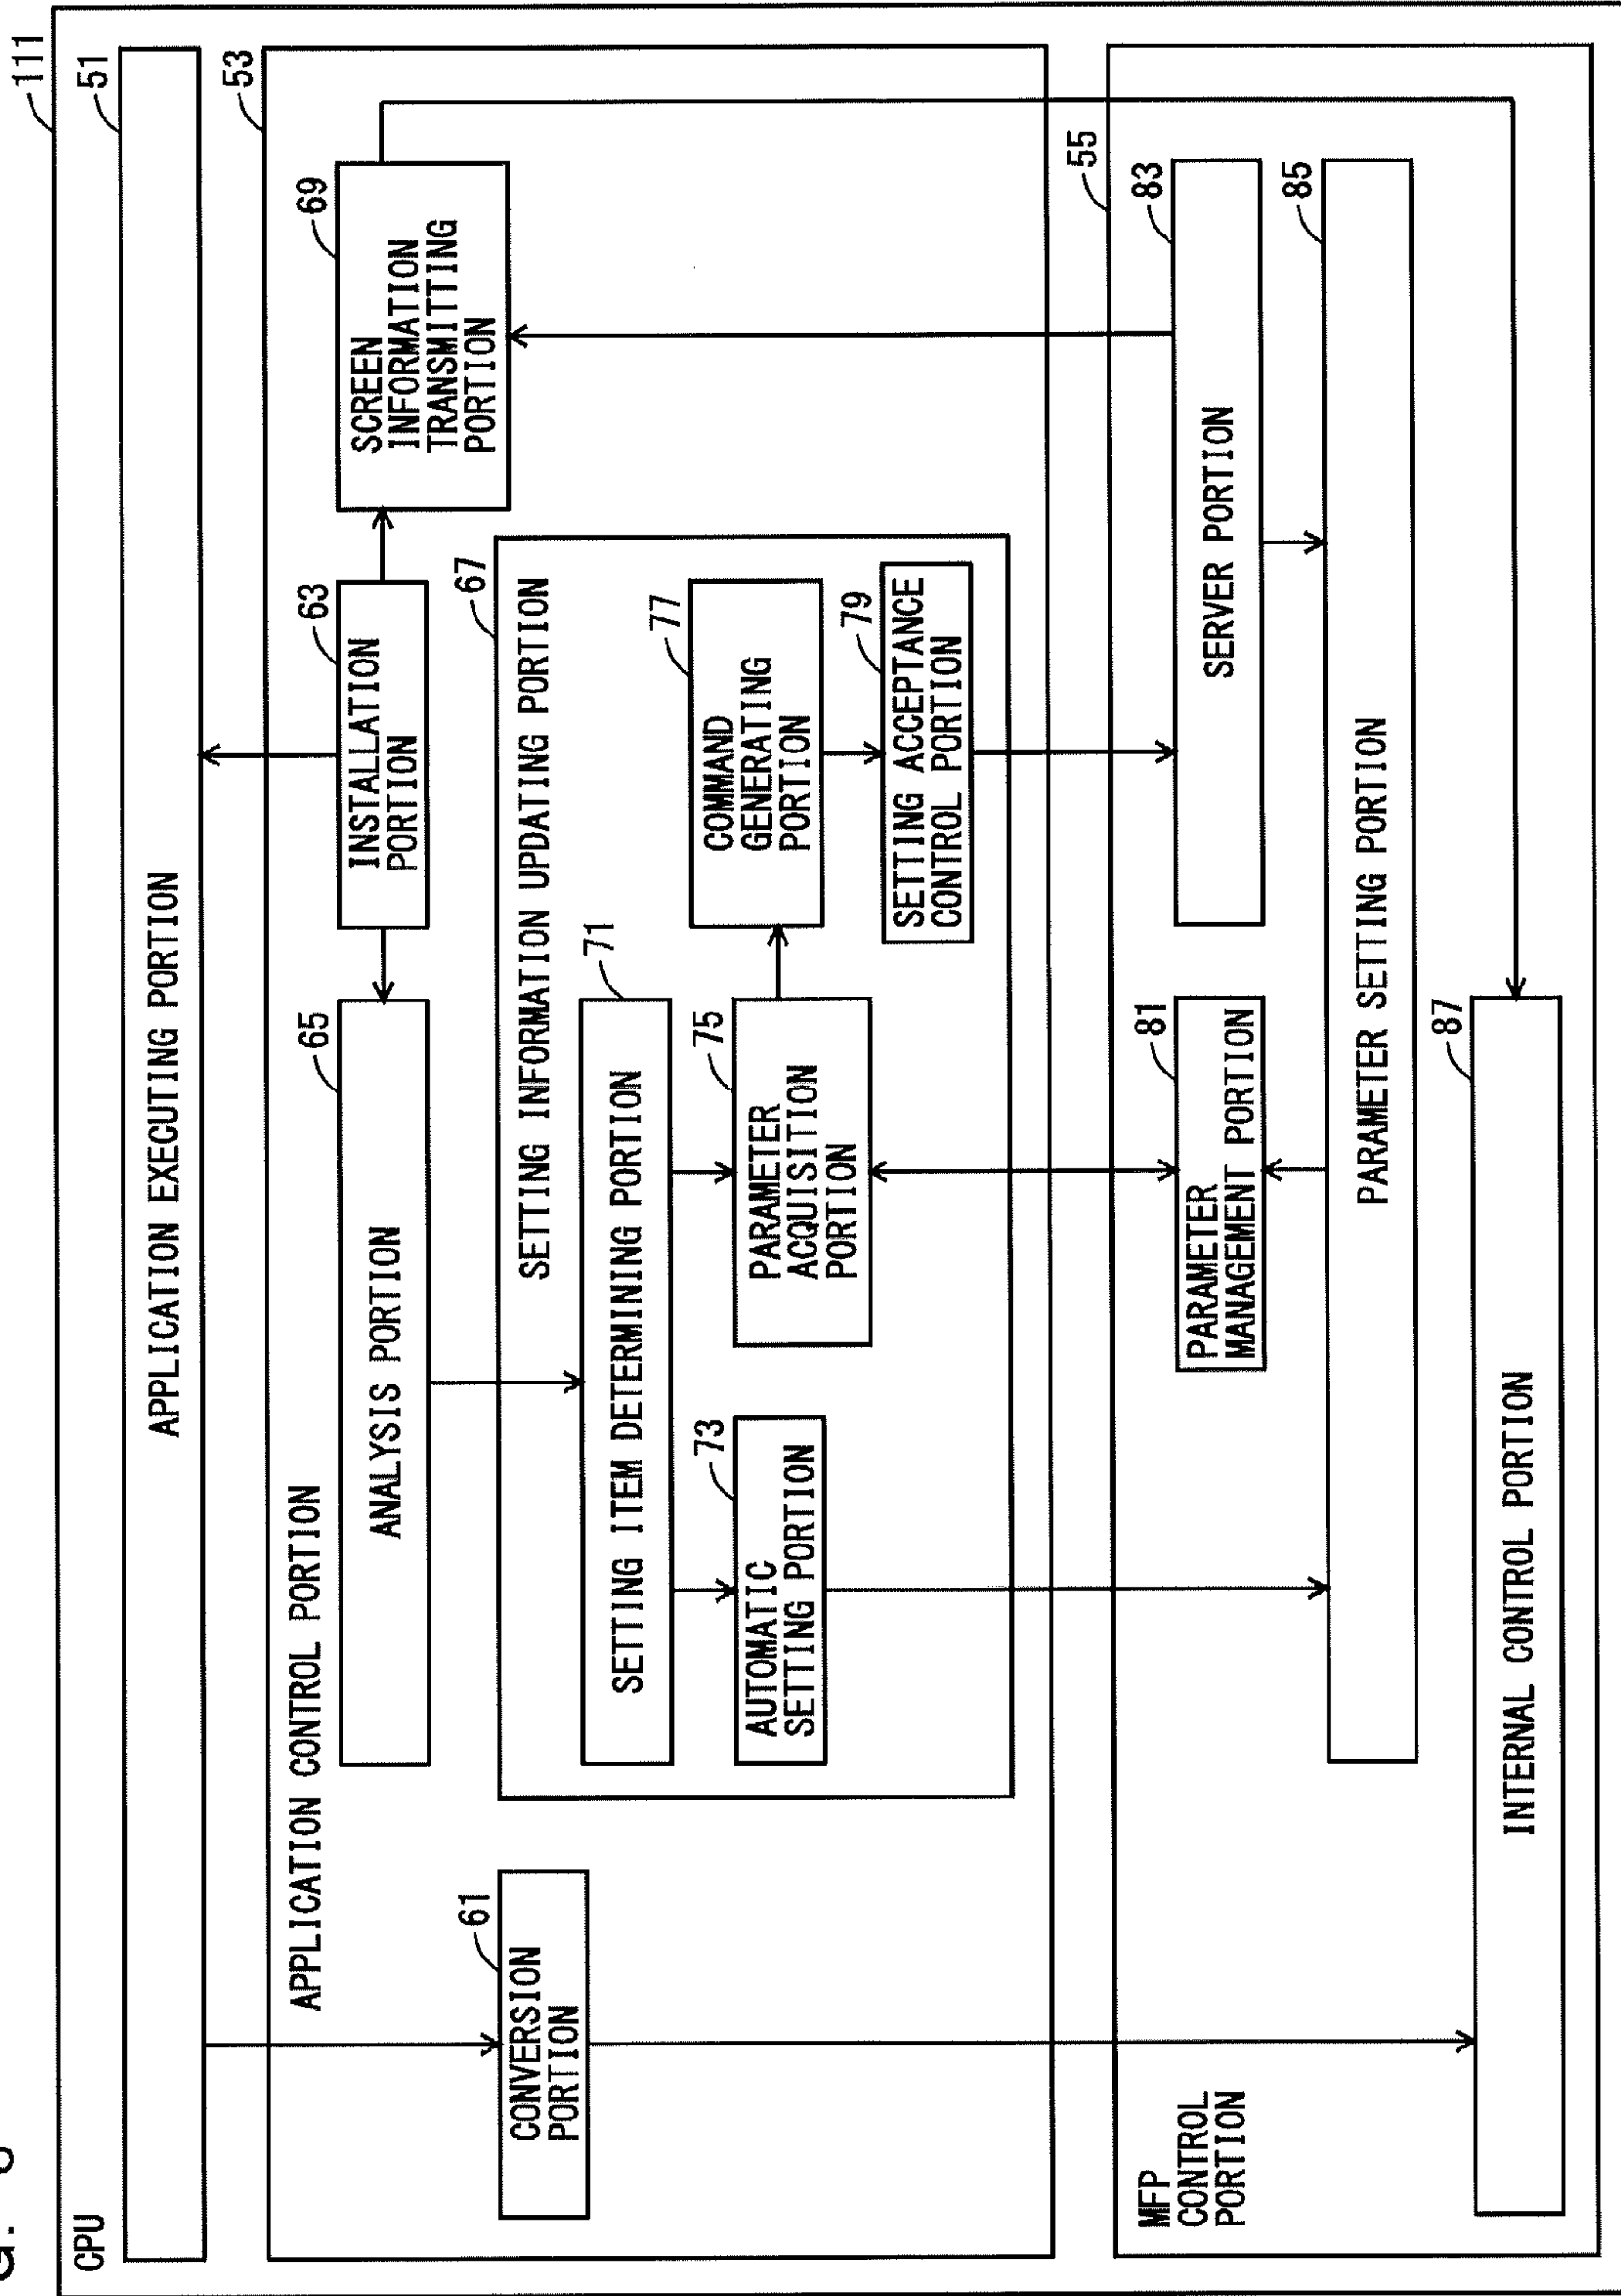 CPU
111
APPLICATION EXECUTING PORTION
51
APPLICATION CONTROL PORTION
53
ANALYSIS PORTION
65
INSTALLATION
PORTION
63
SCREEN
INFORMATION
TRANSMITTING
PORTION
69
CONVERSION
PORTION
61
SETTING INFORMATION UPDATING PORTION
67
SETTING ITEM DETERMINING PORTION
71
AUTOMATIC
SETTING PORTION
73
PARAMETER
ACQUISITION
PORTION
75
COMMAND
GENERATING
PORTION
77
SETTING ACCEPTANCE
CONTROL PORTION
79
MFP
CONTROL
PORTION
55
PARAMETER
MANAGEMENT PORTION
81
SERVER PORTION
83
PARAMETER SETTING PORTION
85
INTERNAL CONTROL PORTION
87